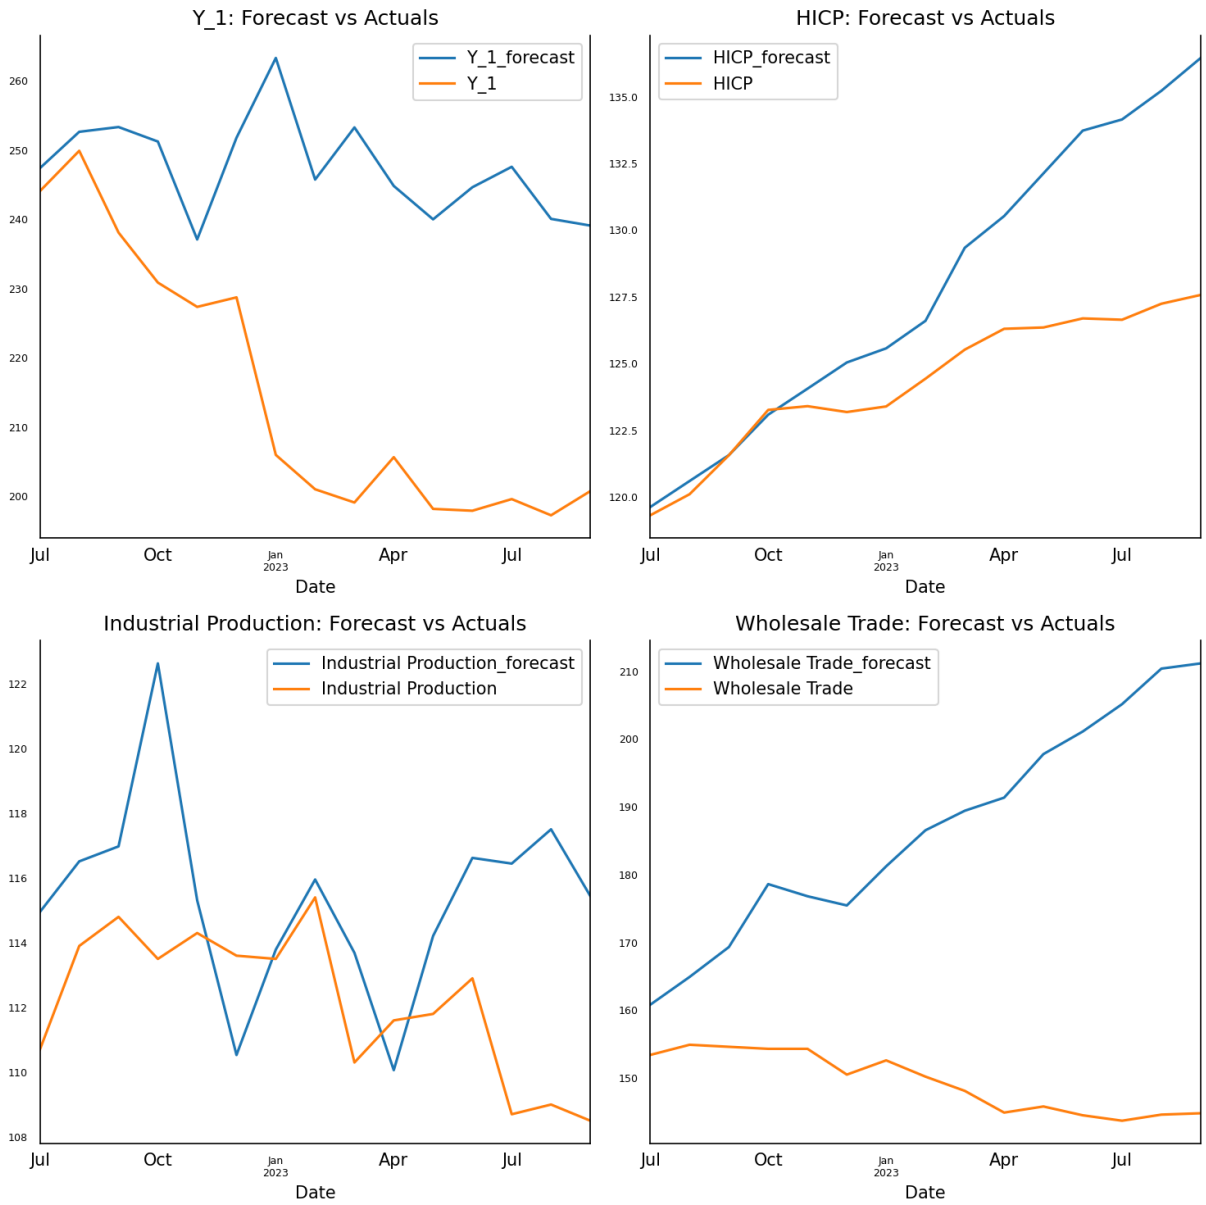 Y_1: Forecast vs Actuals
Y_1_forecast
Y_1
260
250
240
230
220
210
200
Jul
Oct
Jan
2023
Apr
Jul
Date
HICP: Forecast vs Actuals
HICP_forecast
HICP
135.0
132.5
130.0
127.5
125.0
122.5
120.0
Jul
Oct
Jan
2023
Apr
Jul
Date
Industrial Production: Forecast vs Actuals
Industrial Production_forecast
Industrial Production
122
120
118
116
114
112
110
108
Jul
Oct
Jan
2023
Apr
Jul
Date
Wholesale Trade: Forecast vs Actuals
Wholesale Trade_forecast
Wholesale Trade
210
200
190
180
170
160
150
Jul
Oct
Jan
2023
Apr
Jul
Date